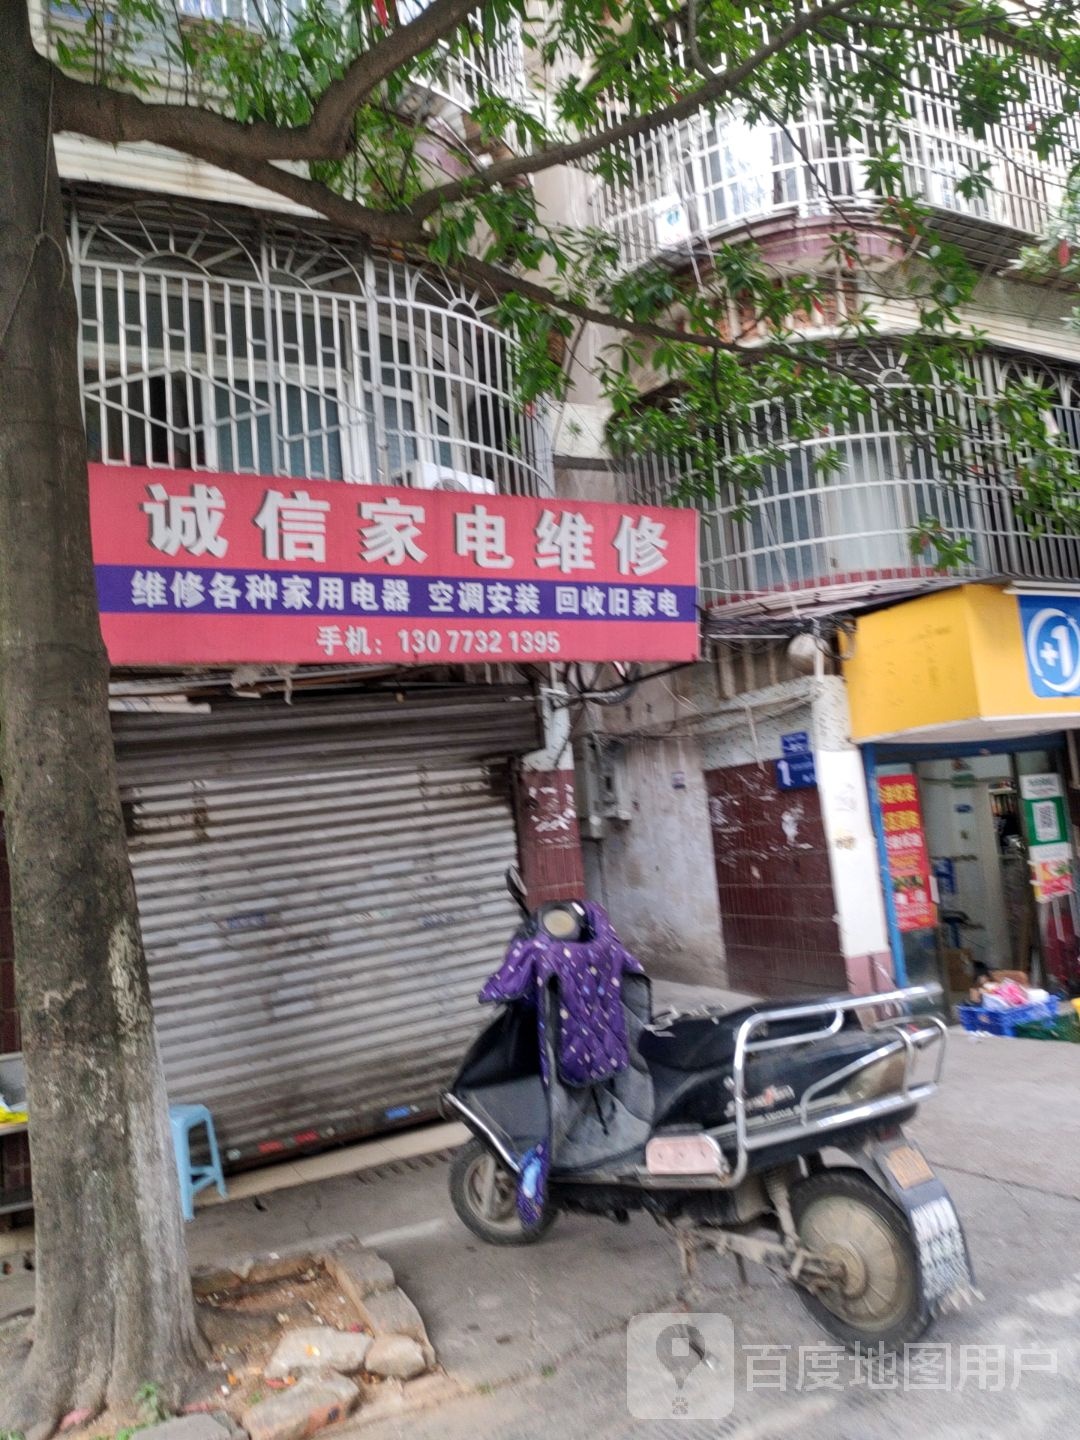 诚信家电维修
维修各种家用电器 空调安装 回收旧家电
手机：130 7732 1395
+1
1
百度地图用户